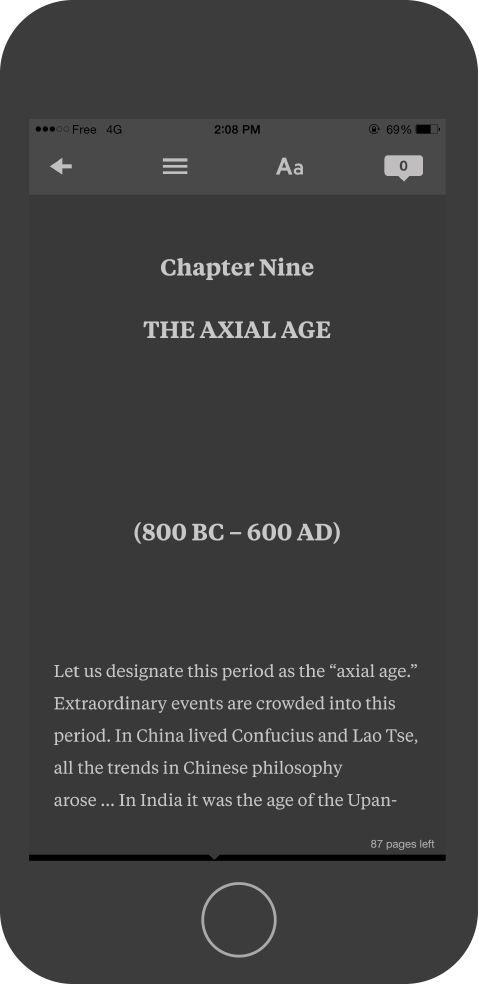 Free 4G 2:08 PM 69%
Aa 0
Chapter Nine
THE AXIAL AGE
(800 BC – 600 AD)
Let us designate this period as the “axial age.”
Extraordinary events are crowded into this
period. In China lived Confucius and Lao Tse,
all the trends in Chinese philosophy
arose ... In India it was the age of the Upan-
87 pages left